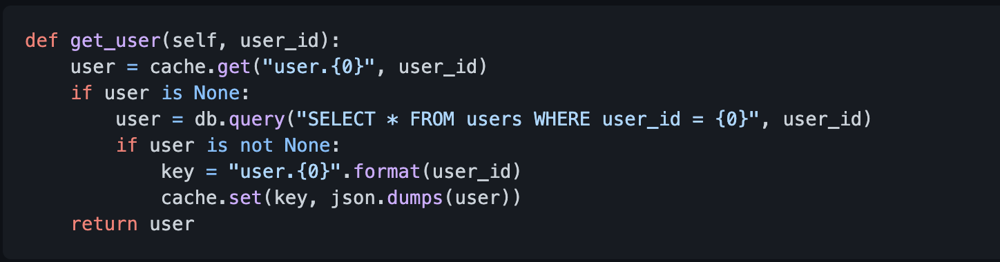 def get_user(self, user_id):
    user = cache.get("user.{0}", user_id)
    if user is None:
        user = db.query("SELECT * FROM users WHERE user_id = {0}", user_id)
        if user is not None:
            key = "user.{0}".format(user_id)
            cache.set(key, json.dumps(user))
    return user